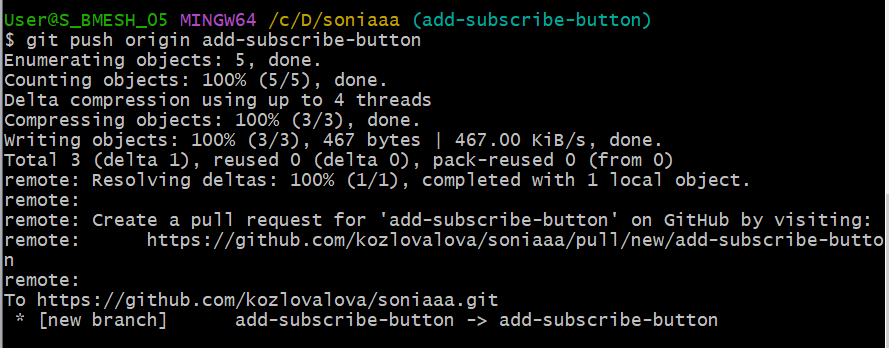 User@S_BMESH_05 MINGW64 /c/D/soniaaa (add-subscribe-button)
$ git push origin add-subscribe-button
Enumerating objects: 5, done.
Counting objects: 100% (5/5), done.
Delta compression using up to 4 threads
Compressing objects: 100% (3/3), done.
Writing objects: 100% (3/3), 467 bytes | 467.00 KiB/s, done.
Total 3 (delta 1), reused 0 (delta 0), pack-reused 0 (from 0)
remote: Resolving deltas: 100% (1/1), completed with 1 local object.
remote:
remote: Create a pull request for 'add-subscribe-button' on GitHub by visiting:
remote:      https://github.com/kozlovalova/soniaaa/pull/new/add-subscribe-butto
n
remote:
To https://github.com/kozlovalova/soniaaa.git
 * [new branch]      add-subscribe-button -> add-subscribe-button